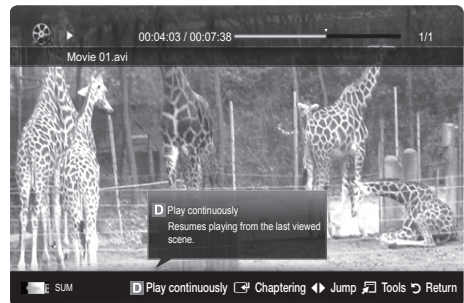 00:04:03 / 00:07:38 1/1
Movie 01.avi
D Play continuously
Resumes playing from the last viewed
scene.
SUM D Play continuously Chaptering Jump Tools Return